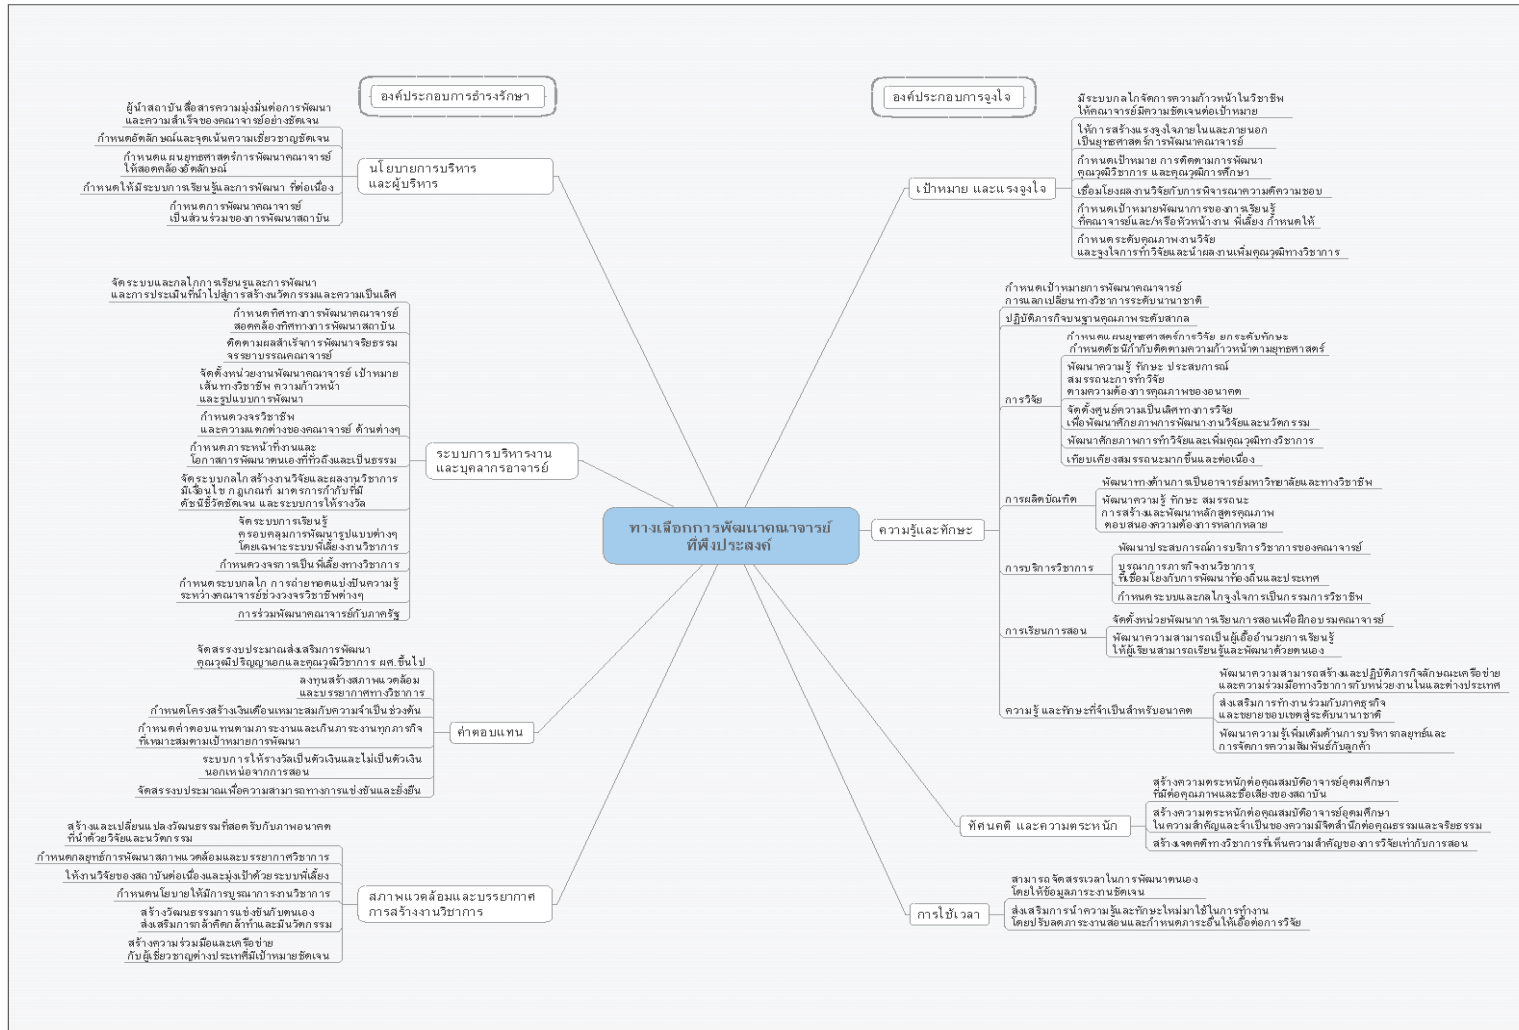 องค์ประกอบการธำรงรักษา
ผู้นำสถาบันสื่อสารความมุ่งมั่นต่อการพัฒนา
และความสำเร็จของคณาจารย์อย่างชัดเจน
กำหนดอัตลักษณ์และจุดเน้นความเชี่ยวชาญชัดเจน
กำหนดแผนยุทธศาสตร์การพัฒนาคณาจารย์
ให้สอดคล้องอัตลักษณ์
กำหนดให้มีระบบการเรียนรู้และการพัฒนา ที่ต่อเนื่อง
กำหนดการพัฒนาคณาจารย์
เป็นส่วนร่วมของการพัฒนาสถาบัน
นโยบายการบริหาร
และผู้บริหาร
จัดระบบและกลไกการเรียนรู้และการพัฒนา
และการประเมินที่นำไปสู่การสร้างนวัตกรรมและความเป็นเลิศ
กำหนดทิศทางการพัฒนาคณาจารย์
สอดคล้องทิศทางการพัฒนาสถาบัน
ติดตามผลสำเร็จการพัฒนาจริยธรรม
จรรยาบรรณคณาจารย์
จัดตั้งหน่วยงานพัฒนาคณาจารย์ เป้าหมาย
เส้นทางวิชาชีพ ความก้าวหน้า
และรูปแบบการพัฒนา
กำหนดวงจรวิชาชีพ
และความแตกต่างของคณาจารย์ ด้านต่างๆ
กำหนดภาระหน้าที่งานและ
โอกาสการพัฒนาตนเองที่ทั่วถึงและเป็นธรรม
จัดระบบกลไกสร้างงานวิจัยและผลงานวิชาการ
มีเงื่อนไข กฎเกณฑ์ มาตรการกำกับที่มี
ดัชนีชี้วัดชัดเจน และระบบการให้รางวัล
จัดระบบการเรียนรู้
ครอบคลุมการพัฒนารูปแบบต่างๆ
โดยเฉพาะระบบพี่เลี้ยงงานวิชาการ
กำหนดวงจรการเป็นพี่เลี้ยงทางวิชาการ
กำหนดระบบกลไก การถ่ายทอดแบ่งปันความรู้
ระหว่างคณาจารย์ช่วงวงจรวิชาชีพต่างๆ
การร่วมพัฒนาคณาจารย์กับภาครัฐ
ระบบการบริหารงาน
และบุคลากรอาจารย์
จัดสรรงบประมาณส่งเสริมการพัฒนา
คุณวุฒิปริญญาเอกและคุณวุฒิวิชาการ ผศ.ขึ้นไป
ลงทุนสร้างสภาพแวดล้อม
และบรรยากาศทางวิชาการ
กำหนดโครงสร้างเงินเดือนเหมาะสมกับความจำเป็นช่วงต้น
กำหนดค่าตอบแทนตามภาระงานและเกินภาระงานทุกภารกิจ
ที่เหมาะสมตามเป้าหมายการพัฒนา
ระบบการให้รางวัลเป็นตัวเงินและไม่เป็นตัวเงิน
นอกเหน่อจากการสอน
จัดสรรงบประมาณเพื่อความสามารถทางการแข่งขันและยั่งยืน
ค่าตอบแทน
สร้างและเปลี่ยนแปลงวัฒนธรรมที่สอดรับกับภาพอนาคต
ที่นำด้วยวิจัยและนวัตกรรม
กำหนดกลยุทธ์การพัฒนาสภาพแวดล้อมและบรรยากาศวิชาการ
ให้งานวิจัยของสถาบันต่อเนื่องและมุ่งเป้าด้วยระบบพี่เลี้ยง
กำหนดนโยบายให้มีการบูรณาการงานวิชาการ
สร้างวัฒนธรรมการแข่งขันกับตนเอง
ส่งเสริมการกล้าคิดกล้าทำและมีนวัตกรรม
สร้างความร่วมมือและเครือข่าย
กับผู้เชี่ยวชาญต่างประเทศมีเป้าหมายชัดเจน
สภาพแวดล้อมและบรรยากาศ
การสร้างงานวิชาการ
ทางเลือกการพัฒนาคณาจารย์
ที่พึงประสงค์
องค์ประกอบการจูงใจ
เป้าหมาย และแรงจูงใจ
มีระบบกลไกจัดการความก้าวหน้าในวิชาชีพ
ให้คณาจารย์มีความชัดเจนต่อเป้าหมาย
ให้การสร้างแรงจูงใจภายในและภายนอก
เป็นยุทธศาสตร์การพัฒนาคณาจารย์
กำหนดเป้าหมาย การติดตามการพัฒนา
คุณวุฒิวิชาการ และคุณวุฒิการศึกษา
เชื่อมโยงผลงานวิจัยกับการพิจารณาความดีความชอบ
กำหนดเป้าหมายพัฒนาการของการเรียนรู้
ที่คณาจารย์และ/หรือหัวหน้างาน พี่เลี้ยง กำหนดให้
กำหนดระดับคุณภาพงานวิจัย
และจูงใจการทำวิจัยและนำผลงานเพิ่มคุณวุฒิทางวิชาการ
ความรู้และทักษะ
กำหนดเป้าหมายการพัฒนาคณาจารย์
การแลกเปลี่ยนทางวิชาการระดับนานาชาติ
ปฏิบัติภารกิจบนฐานคุณภาพระดับสากล
การวิจัย
กำหนดแผนยุทธศาสตร์การวิจัย ยกระดับทักษะ
กำหนดดัชนีกำกับติดตามความก้าวหน้าตามยุทธศาสตร์
พัฒนาความรู้ ทักษะ ประสบการณ์
สมรรถนะการทำวิจัย
ตามความต้องการคุณภาพของอนาคต
จัดตั้งศูนย์ความเป็นเลิศทางการวิจัย
เพื่อพัฒนาศักยภาพการพัฒนางานวิจัยและนวัตกรรม
พัฒนาศักยภาพการทำวิจัยและเพิ่มคุณวุฒิทางวิชาการ
เทียบเคียงสมรรถนะมากขึ้นและต่อเนื่อง
การผลิตบัณฑิต
พัฒนาทางด้านการเป็นอาจารย์มหาวิทยาลัยและทางวิชาชีพ
พัฒนาความรู้ ทักษะ สมรรถนะ
การสร้างและพัฒนาหลักสูตรคุณภาพ
ตอบสนองความต้องการหลากหลาย
การบริการวิชาการ
พัฒนาประสบการณ์การบริการวิชาการของคณาจารย์
บูรณาการภารกิจงานวิชาการ
ที่เชื่อมโยงกับการพัฒนาท้องถิ่นและประเทศ
กำหนดระบบและกลไกจูงใจการเป็นกรรมการวิชาชีพ
การเรียนการสอน
จัดตั้งหน่วยพัฒนาการเรียนการสอนเพื่อฝึกอบรมคณาจารย์
พัฒนาความสามารถเป็นผู้เอื้ออำนวยการเรียนรู้
ให้ผู้เรียนสามารถเรียนรู้และพัฒนาด้วยตนเอง
ความรู้ และทักษะที่จำเป็นสำหรับอนาคต
พัฒนาความสามารถสร้างและปฏิบัติภารกิจลักษณะเครือข่าย
และความร่วมมือทางวิชาการกับหน่วยงานในและต่างประเทศ
ส่งเสริมการทำงานร่วมกับภาคธุรกิจ
และขยายขอบเขตสู่ระดับนานาชาติ
พัฒนาความรู้เพิ่มเติมด้านการบริหารกลยุทธ์และ
การจัดการความสัมพันธ์กับลูกค้า
ทัศนคติ และความตระหนัก
สร้างความตระหนักต่อคุณสมบัติอาจารย์อุดมศึกษา
ที่มีต่อคุณภาพและชื่อเสียงของสถาบัน
สร้างความตระหนักต่อคุณสมบัติอาจารย์อุดมศึกษา
ในความสำคัญและจำเป็นของความมีจิตสำนึกต่อคุณธรรมและจริยธรรม
สร้างเจตคติทางวิชาการที่เห็นความสำคัญของการวิจัยเท่ากับการสอน
การใช้เวลา
สามารถจัดสรรเวลาในการพัฒนาตนเอง
โดยให้ข้อมูลภาระงานชัดเจน
ส่งเสริมการนำความรู้และทักษะใหม่มาใช้ในการทำงาน
โดยปรับลดภาระงานสอนและกำหนดภาระอื่นให้เอื้อต่อการวิจัย